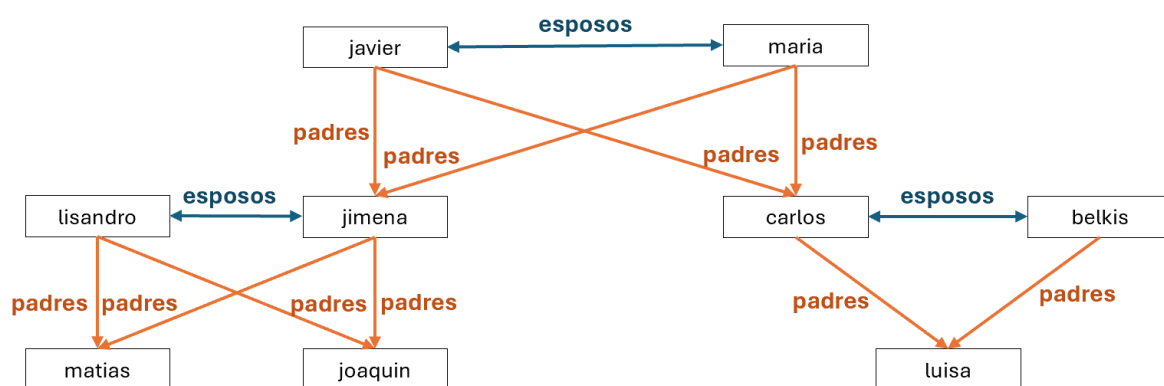 esposos
javier
maria
padres
padres
padres
padres
esposos
esposos
lisandro
jimena
carlos
belkis
padres
padres
padres
padres
padres
padres
matias
joaquin
luisa